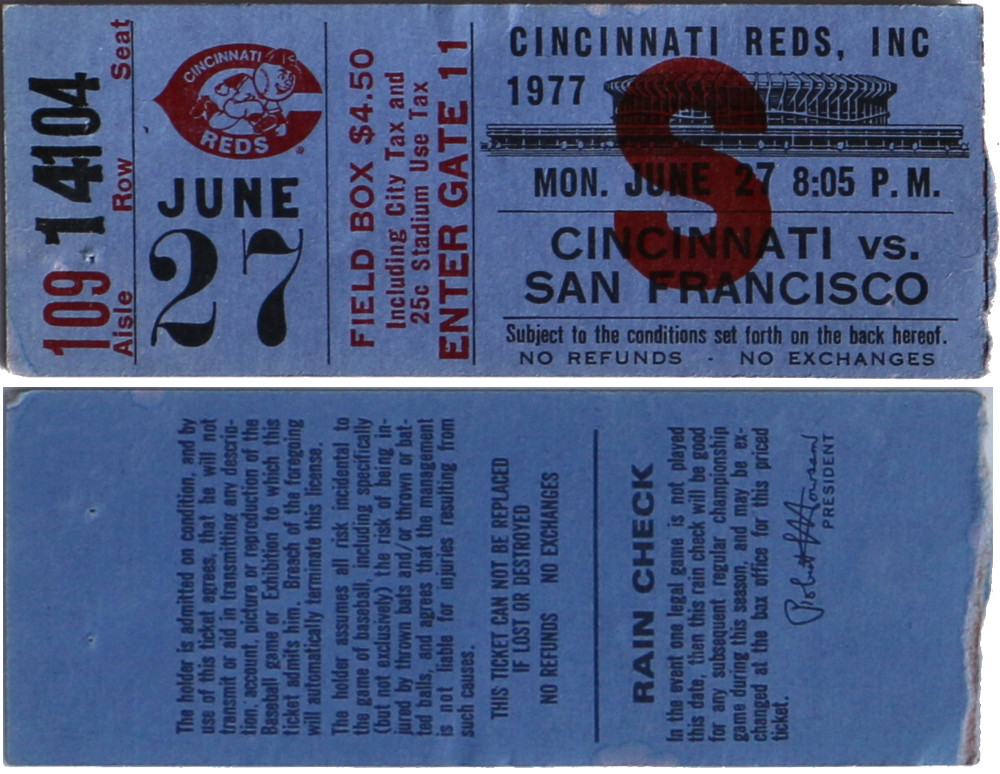 109 14104
Aisle Row Seat
CINCINNATI
REDS
JUNE
27
FIELD BOX $4.50
Including City Tax and
25c Stadium Use Tax
ENTER GATE 11
CINCINNATI REDS, INC
1977
S
MON. JUNE 27 8:05 P.M.
CINCINNATI vs.
SAN FRANCISCO
Subject to the conditions set forth on the back hereof.
NO REFUNDS - NO EXCHANGES
The holder is admitted on condition, and by
use of this ticket agrees, that he will not
transmit or aid in transmitting any descrip-
tion, account, picture or reproduction of the
Baseball game or Exhibition to which this
ticket admits him. Breach of the foregoing
will automatically terminate this license.
The holder assumes all risk incidental to
the game of baseball, including specifically
(but not exclusively) the risk of being in-
jured by thrown bats and/or thrown or bat-
ted balls, and agrees that the management
is not liable for injuries resulting from
such causes.
THIS TICKET CAN NOT BE REPLACED
IF LOST OR DESTROYED
NO REFUNDS NO EXCHANGES
RAIN CHECK
In the event one legal game is not played
this date, then this rain check will be good
for any subsequent regular championship
game during this season, and may be ex-
changed at the box office for this priced
ticket.
Robert L Howsam
PRESIDENT